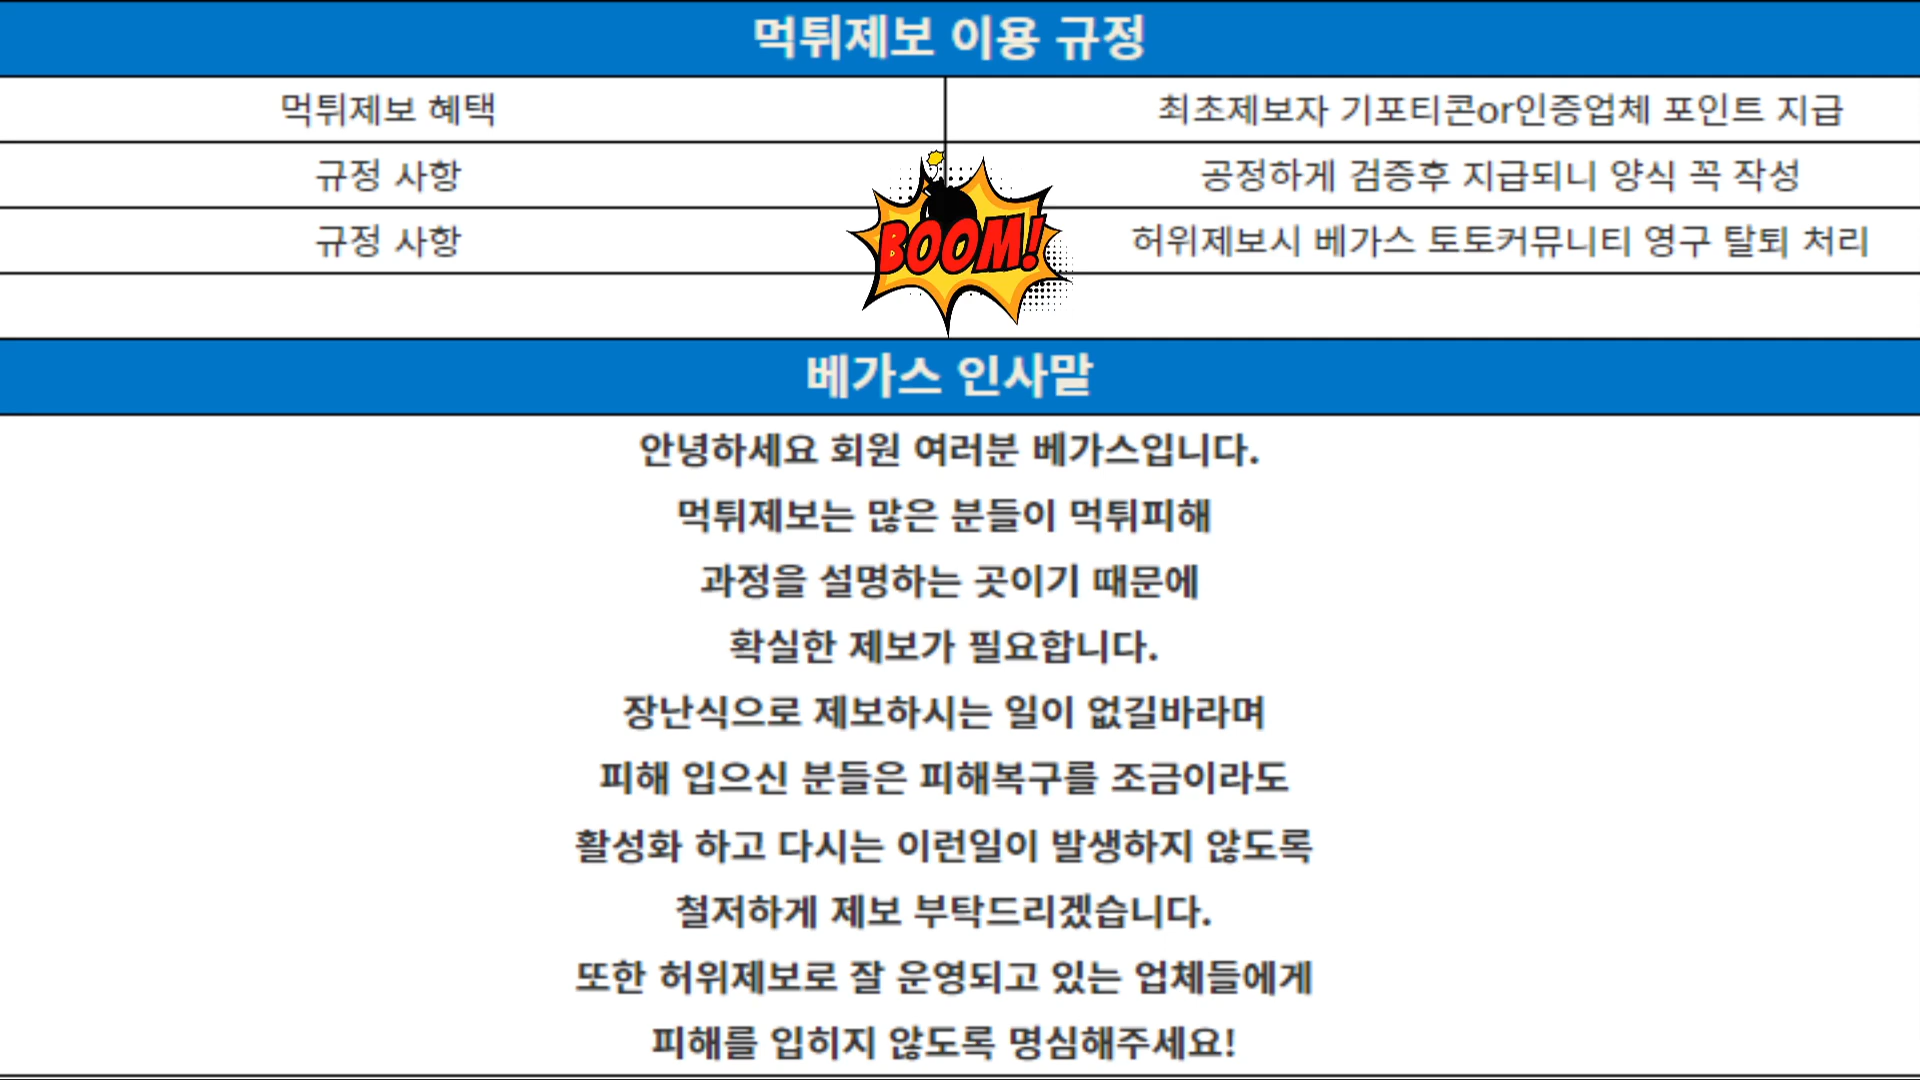 먹튀제보 이용 규정
먹튀제보 혜택 최초제보자 기포티콘or인증업체 포인트 지급
규정 사항 공정하게 검증후 지급되니 양식 꼭 작성
규정 사항 허위제보시 베가스 토토커뮤니티 영구 탈퇴 처리
BOOM!
베가스 인사말
안녕하세요 회원 여러분 베가스입니다.
먹튀제보는 많은 분들이 먹튀피해
과정을 설명하는 곳이기 때문에
확실한 제보가 필요합니다.
장난식으로 제보하시는 일이 없길바라며
피해 입으신 분들은 피해복구를 조금이라도
활성화 하고 다시는 이런일이 발생하지 않도록
철저하게 제보 부탁드리겠습니다.
또한 허위제보로 잘 운영되고 있는 업체들에게
피해를 입히지 않도록 명심해주세요!